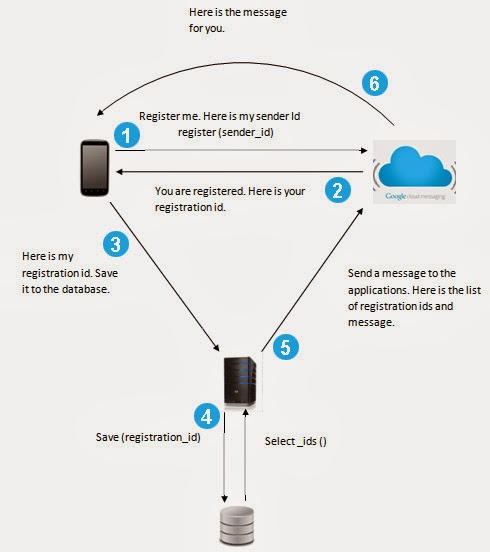 Here is the message
for you.
6
Register me. Here is my sender Id
register (sender_id)
1
2
Google cloud messaging
You are registered. Here is your
registration id.
3
Here is my
registration id. Save
it to the database.
Send a message to the
applications. Here is the list
of registration ids and
message.
5
4
Save (registration_id)
Select _ids ()